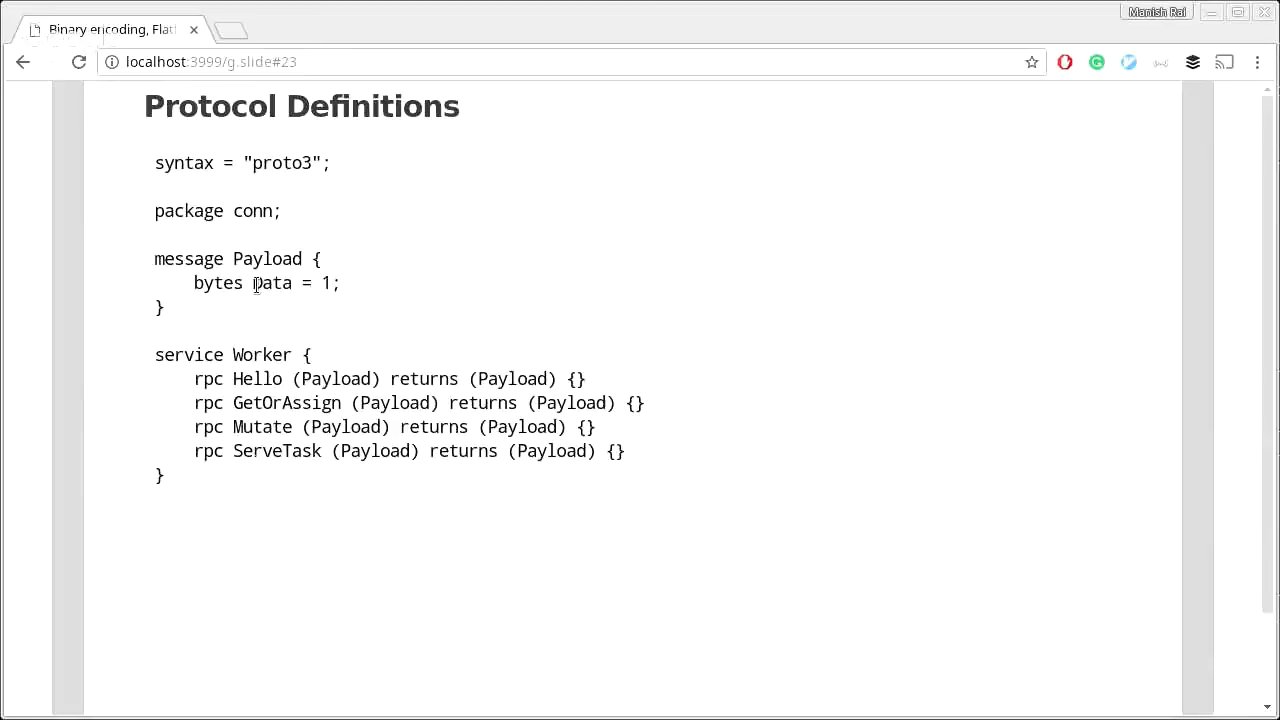 Manish Rai
Binary encoding, Flat
localhost:3999/g.slide#23
Protocol Definitions
syntax = "proto3";
package conn;
message Payload {
bytes data = 1;
}
service Worker {
rpc Hello (Payload) returns (Payload) {}
rpc GetOrAssign (Payload) returns (Payload) {}
rpc Mutate (Payload) returns (Payload) {}
rpc ServeTask (Payload) returns (Payload) {}
}